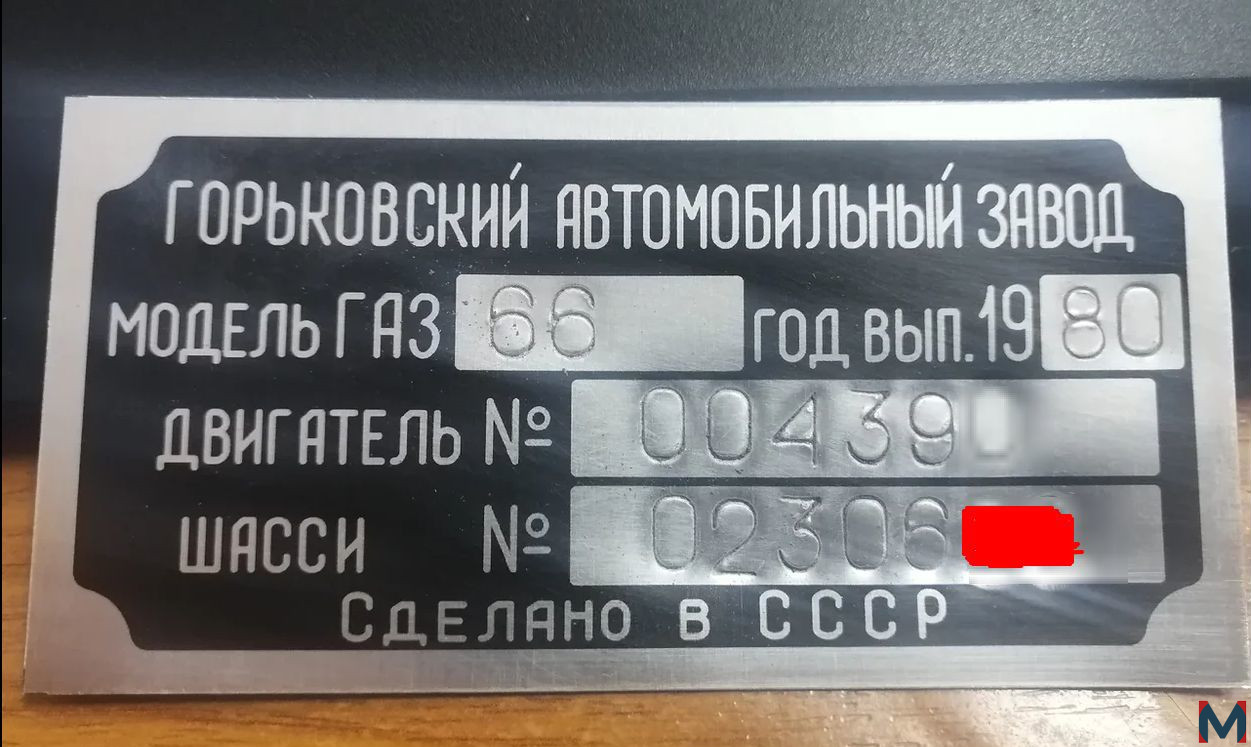 ГОРЬКОВСКИЙ АВТОМОБИЛЬНЫЙ ЗАВОД
МОДЕЛЬ ГАЗ 66 ГОД ВЫП. 1980
ДВИГАТЕЛЬ № 00439
ШАССИ № 02306
СДЕЛАНО В СССР
M